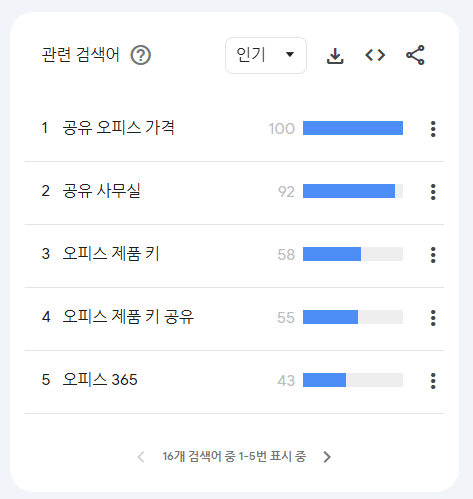 관련 검색어 ?
인기
1 공유 오피스 가격 100
2 공유 사무실 92
3 오피스 제품 키 58
4 오피스 제품 키 공유 55
5 오피스 365 43
16개 검색어 중 1-5번 표시 중